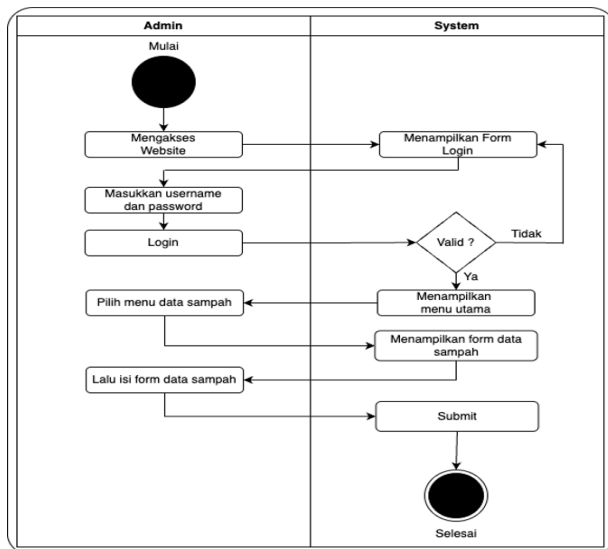 Admin
System
Mulai
Mengakses
Website
Menampilkan Form
Login
Masukkan username
dan password
Login
Valid ?
Tidak
Ya
Pilih menu data sampah
Menampilkan
menu utama
Menampilkan form data
sampah
Lalu isi form data sampah
Submit
Selesai